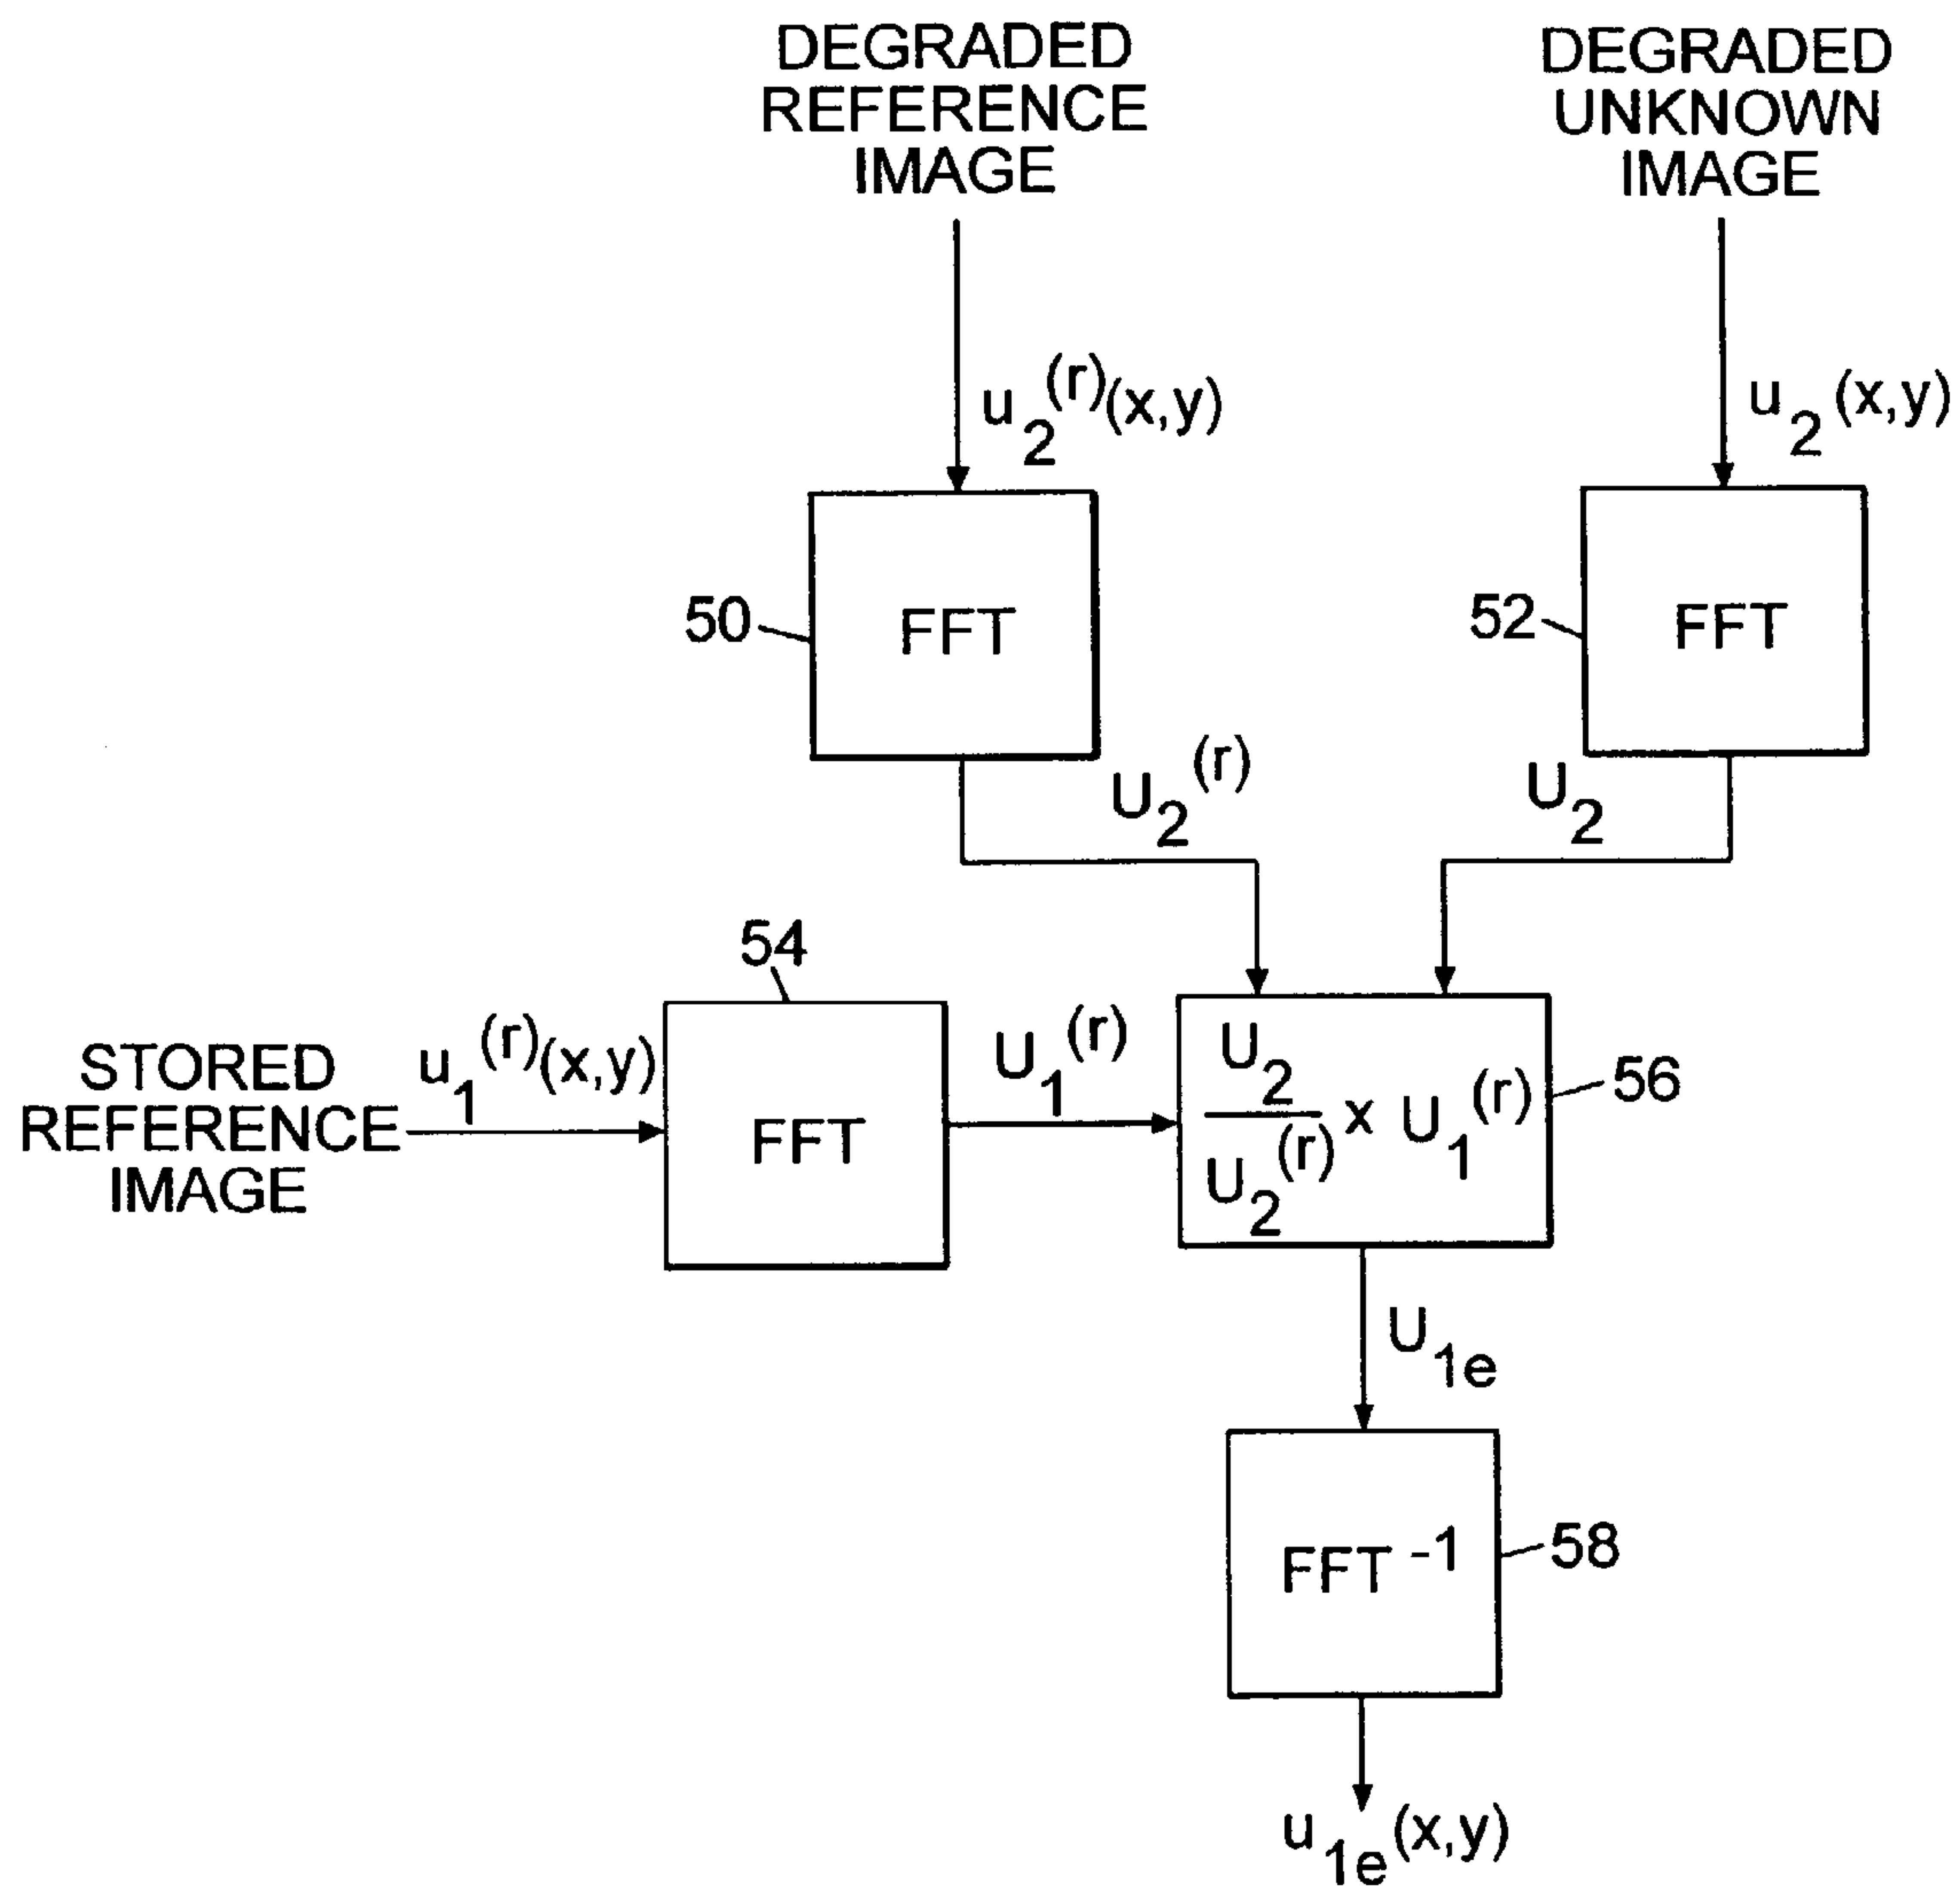 DEGRADED
REFERENCE
IMAGE
DEGRADED
UNKNOWN
IMAGE
u₂⁽ʳ⁾(x,y)
u₂(x,y)
50
FFT
52
FFT
U₂⁽ʳ⁾
U₂
54
STORED
REFERENCE
IMAGE
u₁⁽ʳ⁾(x,y)
FFT
U₁⁽ʳ⁾
U₂
x U₁⁽ʳ⁾
U₂⁽ʳ⁾
56
U₁ₑ
FFT⁻¹
58
u₁ₑ(x,y)